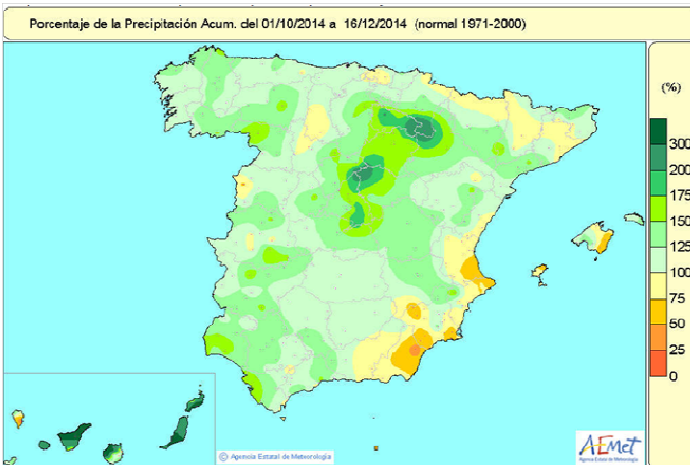 Porcentaje de la Precipitación Acum. del 01/10/2014 a 16/12/2014 (normal 1971-2000)
(%)
300
200
175
150
125
100
75
50
25
0
© Agencia Estatal de Meteorología
AEmet
Agencia Estatal de Meteorología